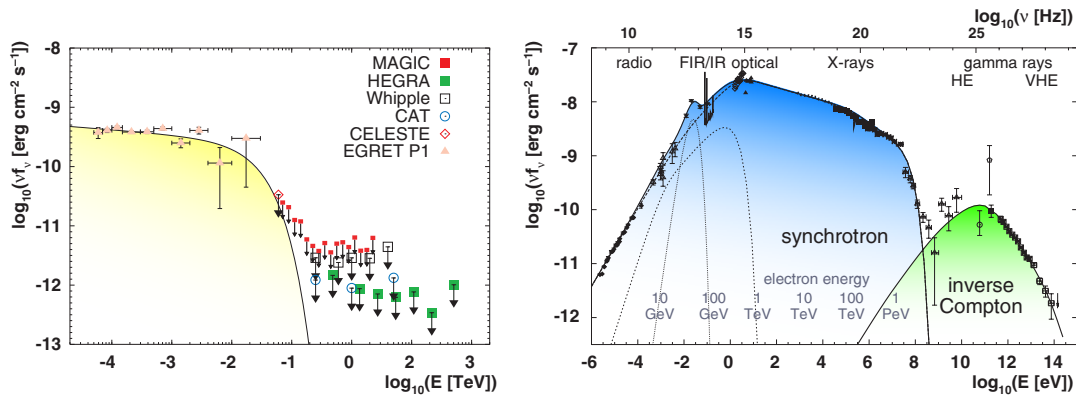 -8
-9
-10
-11
-12
-13
log₁₀(νfᵥ [erg cm⁻² s⁻¹])
MAGIC
HEGRA
Whipple
CAT
CELESTE
EGRET P1
-4 -3 -2 -1 0 1 2 3
log₁₀(E [TeV])
log₁₀(ν [Hz])
10 15 20 25
-7
-8
-9
-10
-11
-12
log₁₀(νfᵥ [erg cm⁻² s⁻¹])
radio FIR/IR optical X-rays gamma rays
HE VHE
synchrotron
electron energy
10 100 1 10 100 1
GeV GeV TeV TeV TeV PeV
inverse
Compton
-6 -4 -2 0 2 4 6 8 10 12 14
log₁₀(E [eV])